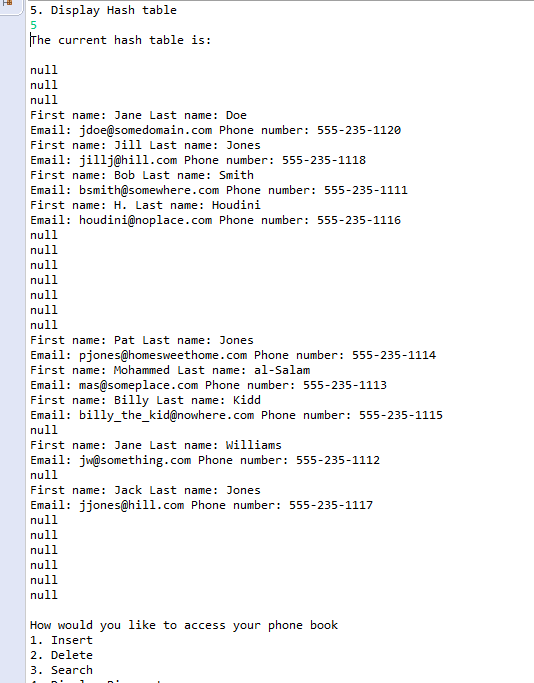 5. Display Hash table
5
The current hash table is:
null
null
null
First name: Jane Last name: Doe
Email: jdoe@somedomain.com Phone number: 555-235-1120
First name: Jill Last name: Jones
Email: jillj@hill.com Phone number: 555-235-1118
First name: Bob Last name: Smith
Email: bsmith@somewhere.com Phone number: 555-235-1111
First name: H. Last name: Houdini
Email: houdini@noplace.com Phone number: 555-235-1116
null
null
null
null
null
null
null
First name: Pat Last name: Jones
Email: pjones@homesweethome.com Phone number: 555-235-1114
First name: Mohammed Last name: al-Salam
Email: mas@someplace.com Phone number: 555-235-1113
First name: Billy Last name: Kidd
Email: billy_the_kid@nowhere.com Phone number: 555-235-1115
null
First name: Jane Last name: Williams
Email: jw@something.com Phone number: 555-235-1112
null
First name: Jack Last name: Jones
Email: jjones@hill.com Phone number: 555-235-1117
null
null
null
null
null
null
How would you like to access your phone book
1. Insert
2. Delete
3. Search